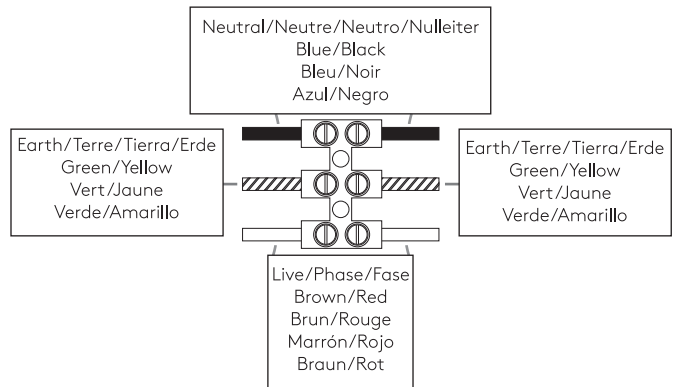 Neutral/Neutre/Neutro/Nulleiter
Blue/Black
Bleu/Noir
Azul/Negro
Earth/Terre/Tierra/Erde
Green/Yellow
Vert/Jaune
Verde/Amarillo
Earth/Terre/Tierra/Erde
Green/Yellow
Vert/Jaune
Verde/Amarillo
Live/Phase/Fase
Brown/Red
Brun/Rouge
Marrón/Rojo
Braun/Rot